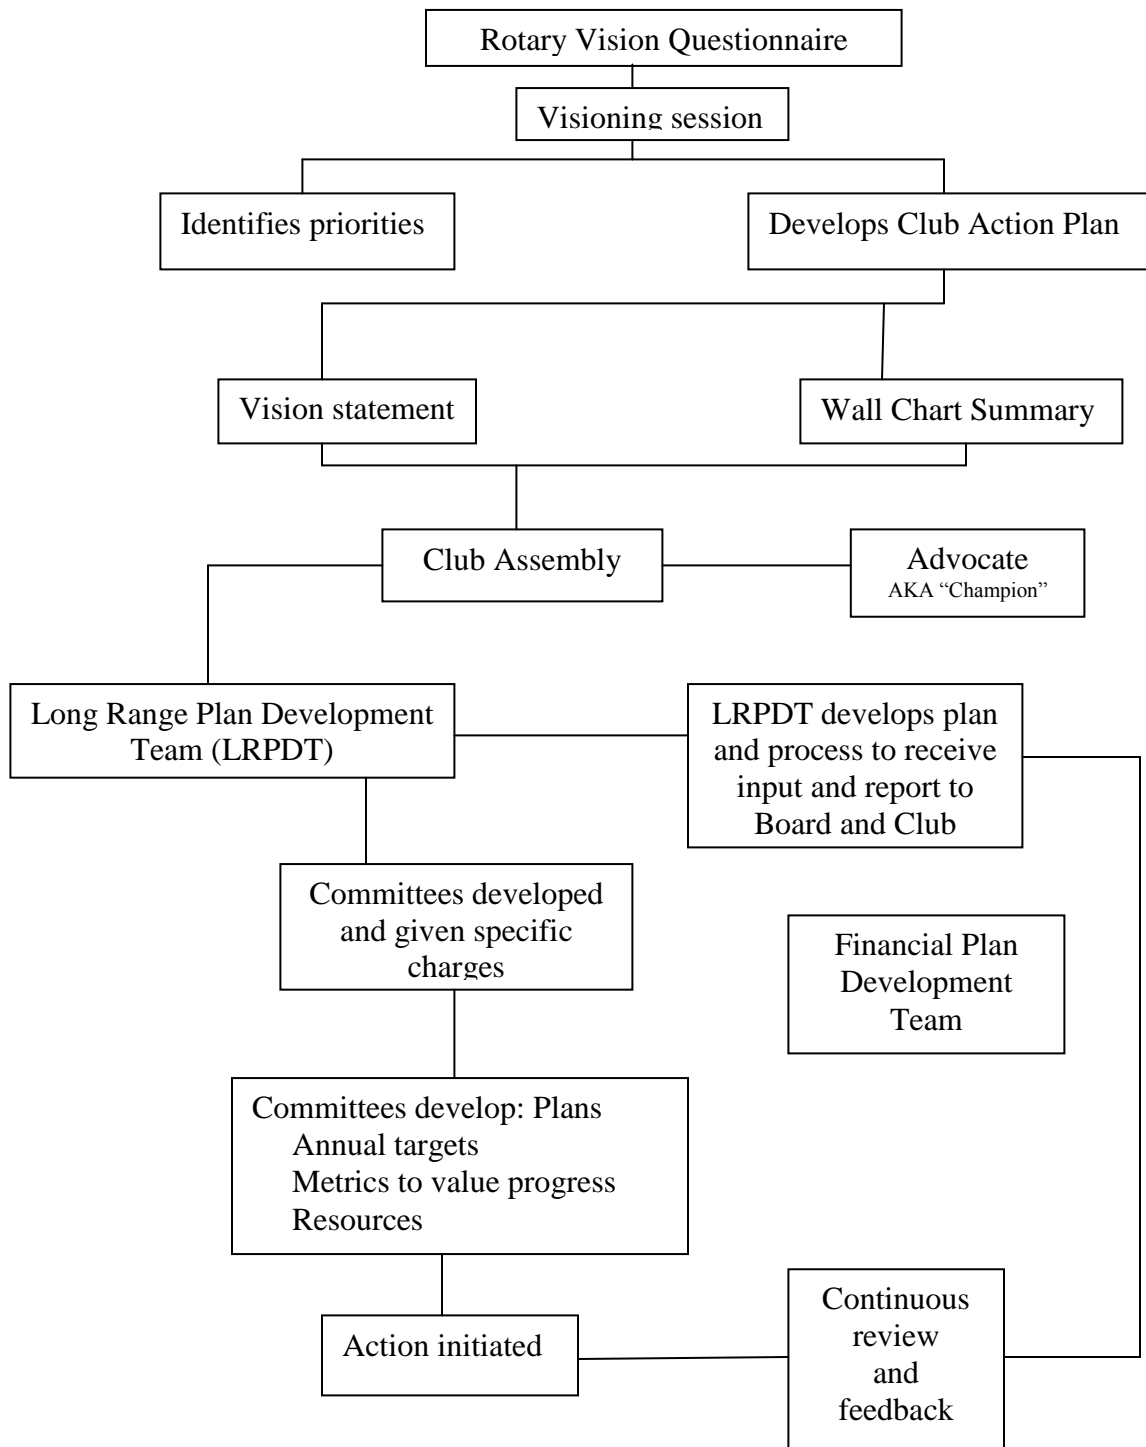 Rotary Vision Questionnaire
Visioning session
Identifies priorities
Develops Club Action Plan
Vision statement
Wall Chart Summary
Club Assembly
Advocate
AKA “Champion”
Long Range Plan Development
Team (LRPDT)
LRPDT develops plan
and process to receive
input and report to
Board and Club
Committees developed
and given specific
charges
Financial Plan
Development
Team
Committees develop: Plans
Annual targets
Metrics to value progress
Resources
Action initiated
Continuous
review
and
feedback